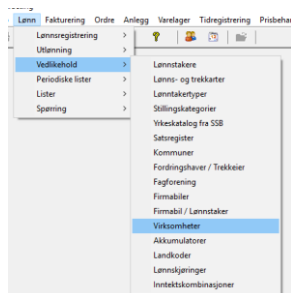 Lønn Fakturering Ordre Anlegg Varelager Tidregistrering Prisbehan
Lønnsregistrering
Utlønning
Vedlikehold
Periodiske lister
Lister
Spørring
Lønnstakere
Lønns- og trekkarter
Lønntakertyper
Stillingskategorier
Yrkeskatalog fra SSB
Satsregister
Kommuner
Fordringshaver / Trekkeier
Fagforening
Firmabiler
Firmabil / Lønnstaker
Virksomheter
Akkumulatorer
Landkoder
Lønnskjøringer
Inntektskombinasjoner